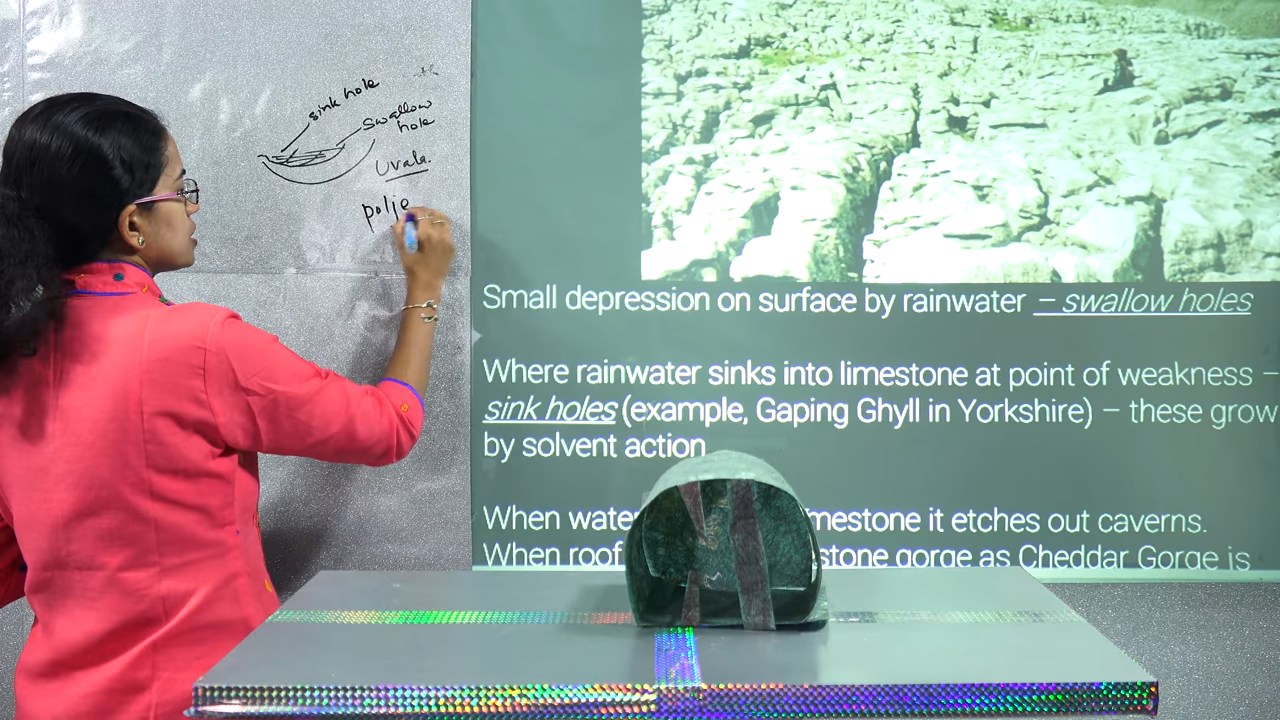 sink hole
swallow
hole
uvala.
polje
Small depression on surface by rainwater – swallow holes
Where rainwater sinks into limestone at point of weakness –
sink holes (example, Gaping Ghyll in Yorkshire) – these grow
by solvent action
When wate mestone it etches out caverns.
When roof stone gorge as Cheddar Gorge is